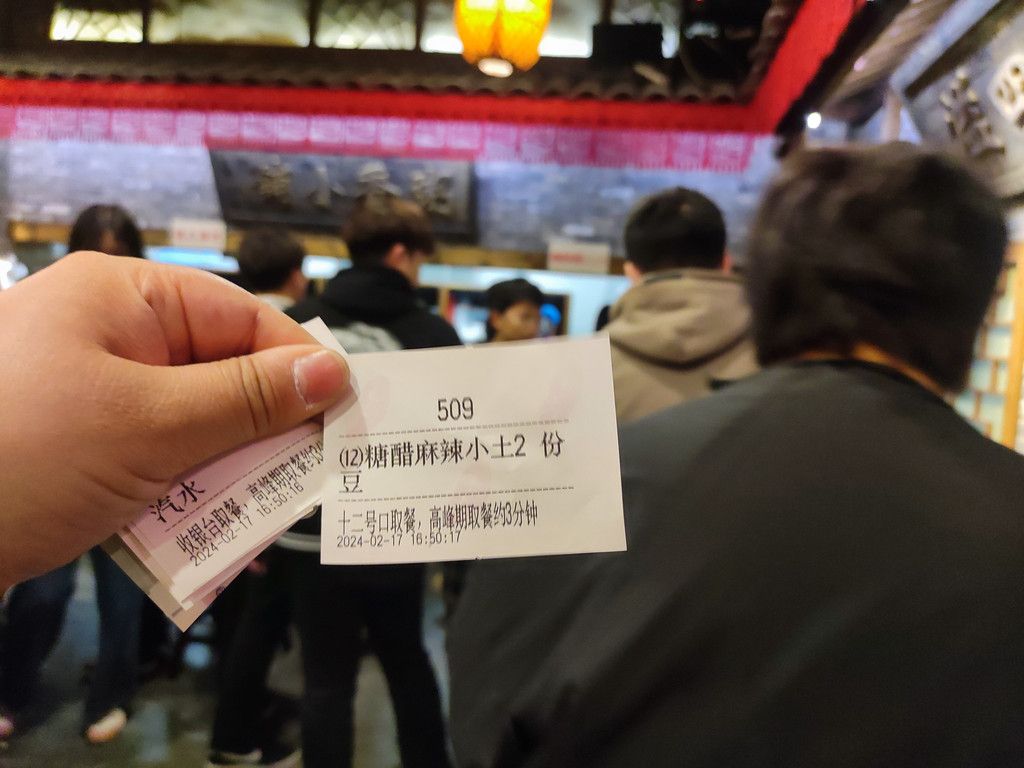 509
⑿糖醋麻辣小土2 份
豆
十二号口取餐，高峰期取餐约3分钟
2024-02-17 16:50:17
汽水
收银台取餐，高峰期取餐约3分
2024-02-17 16:50:16